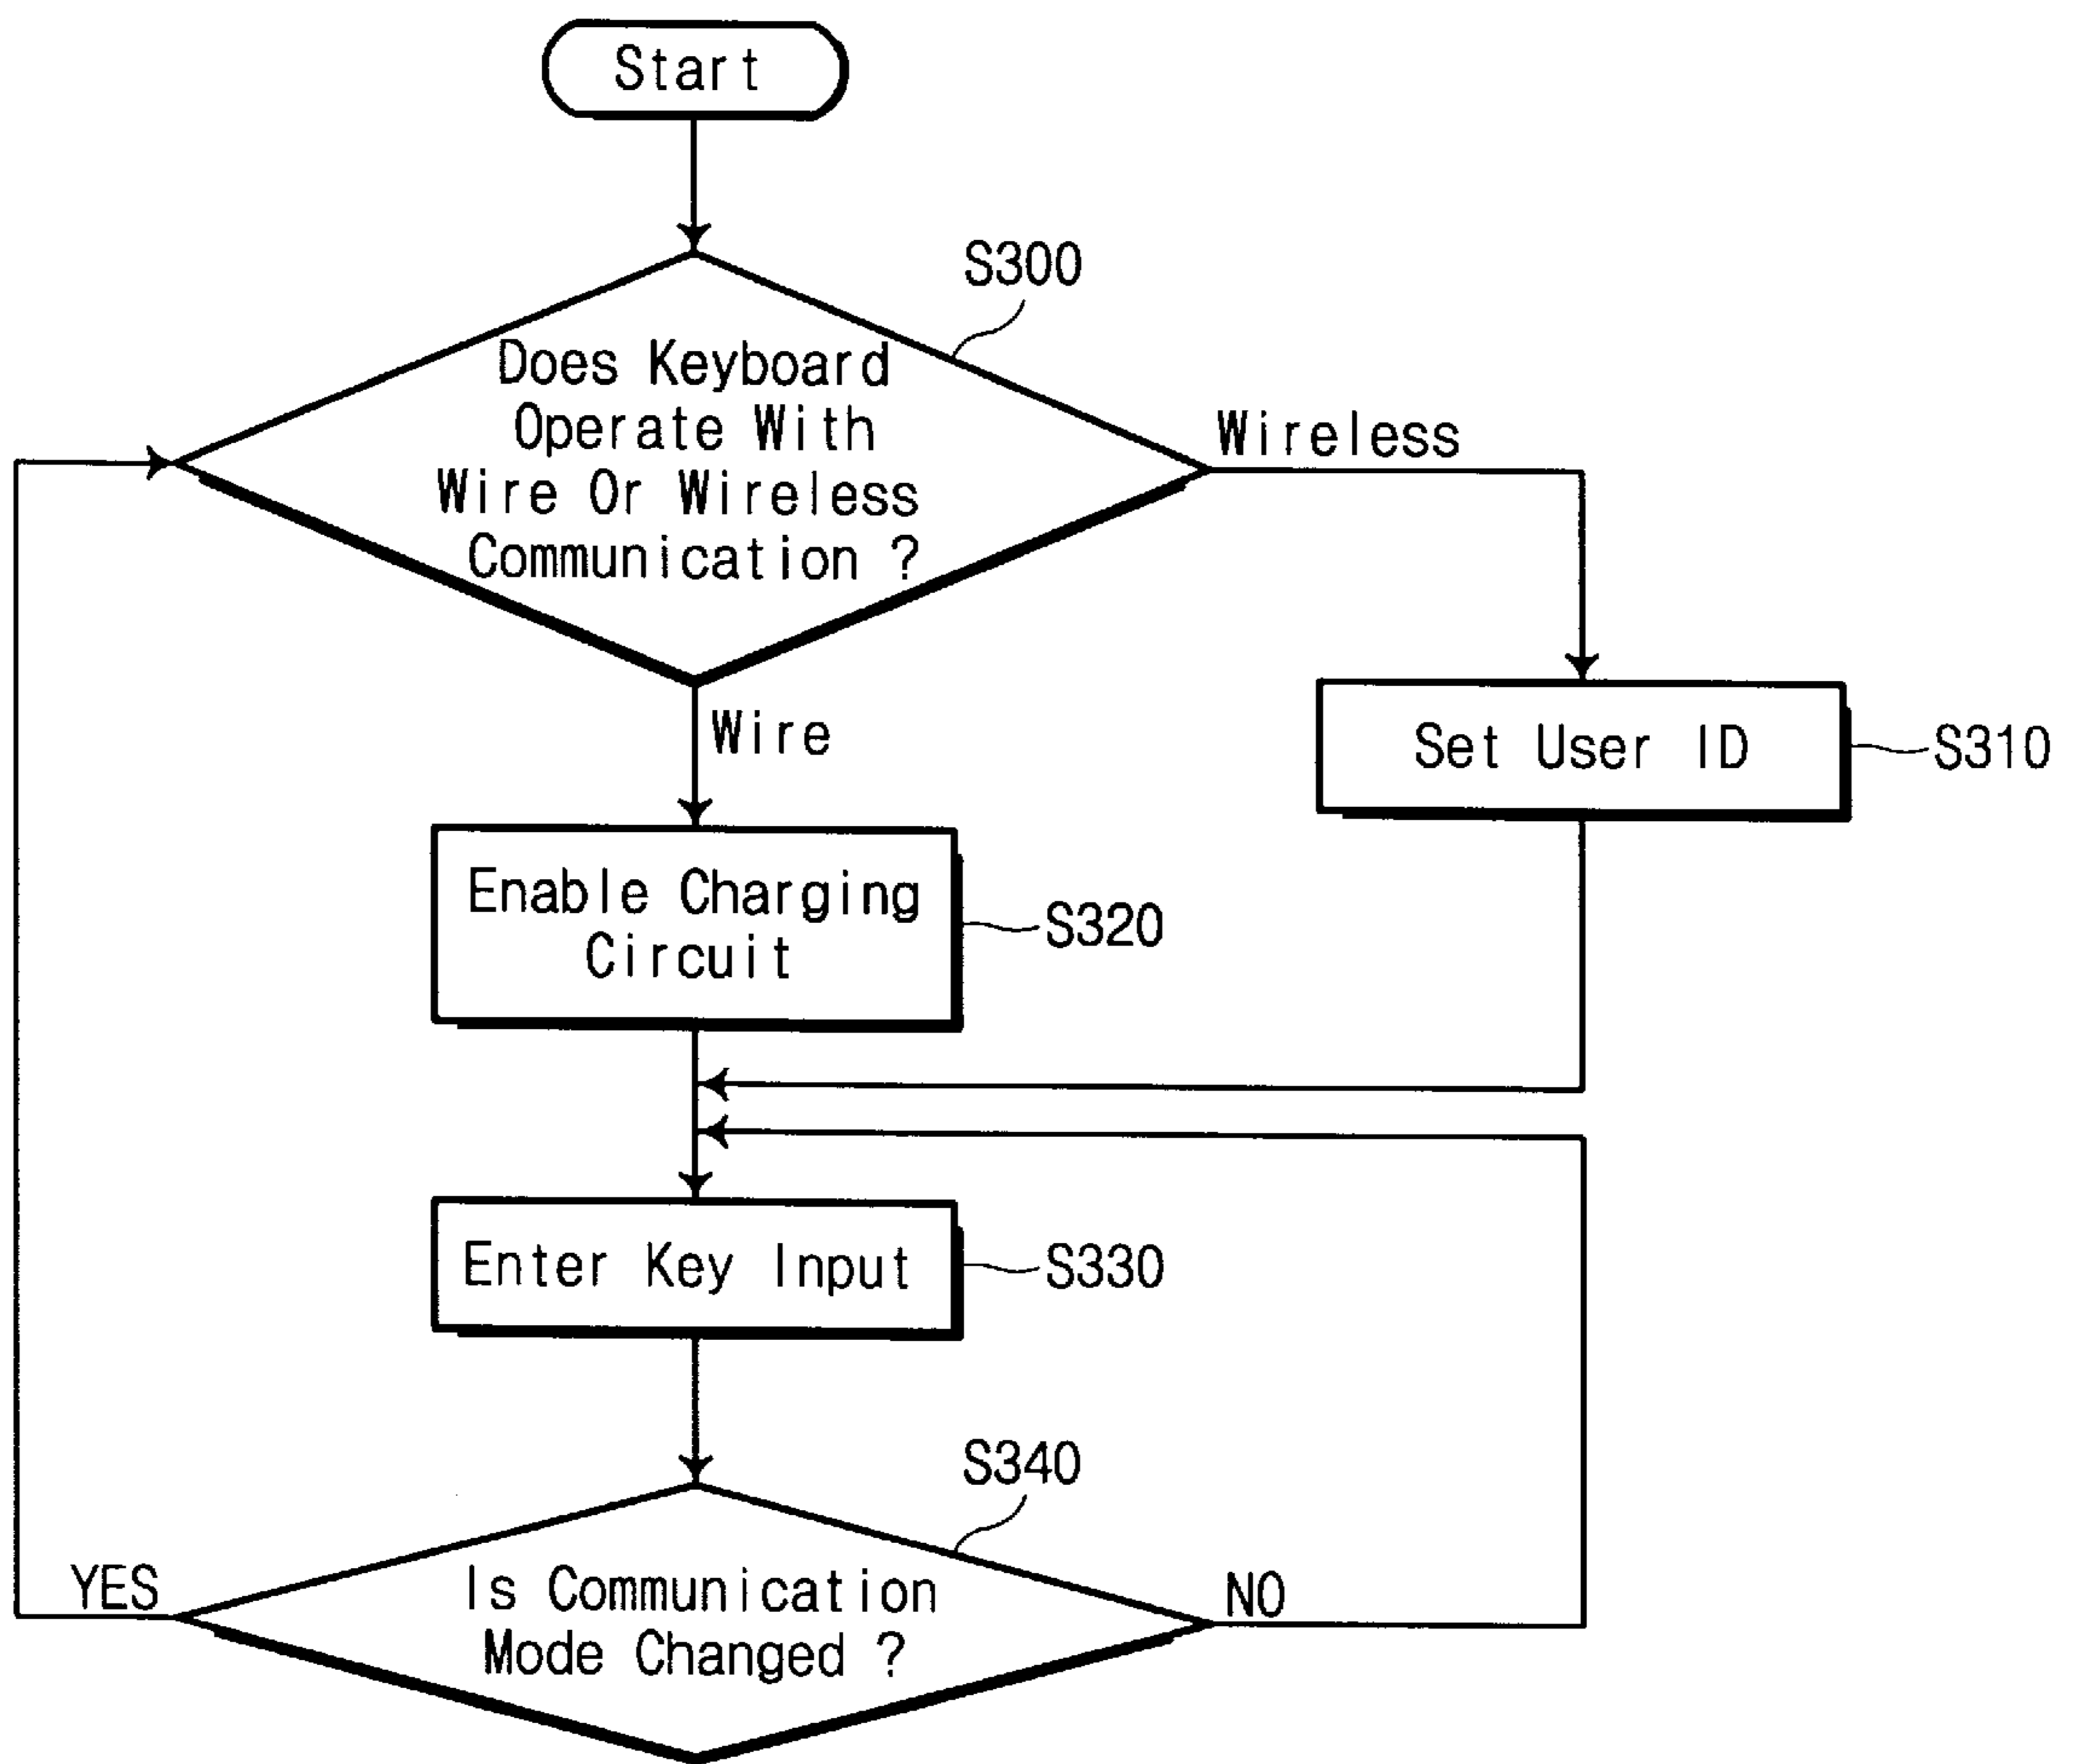 Start
S300
Does Keyboard
Operate With
Wire Or Wireless
Communication ?
Wireless
Wire
Set User ID
S310
Enable Charging
Circuit
S320
Enter Key Input
S330
S340
YES
Is Communication
Mode Changed ?
NO